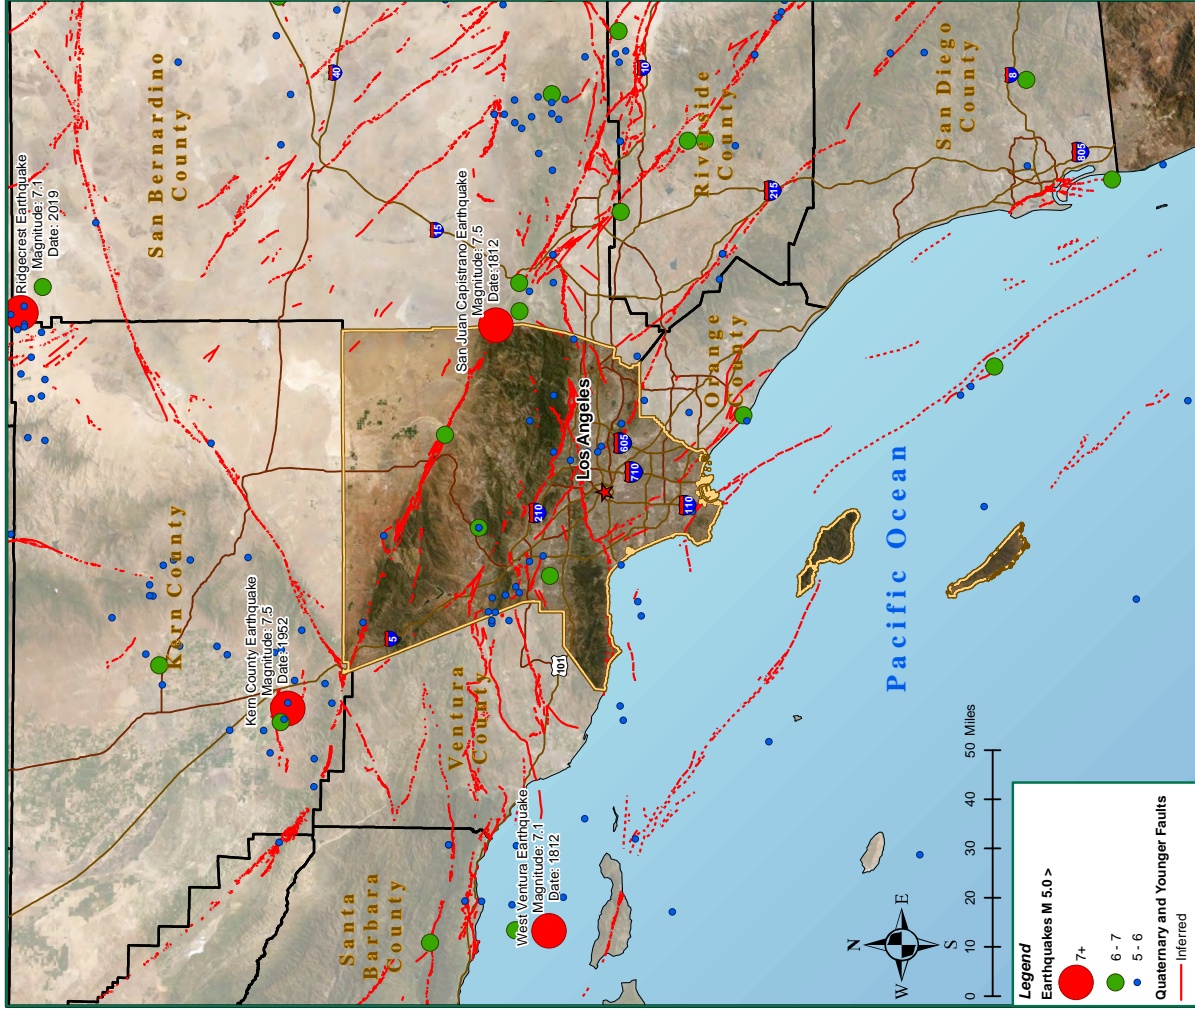 Ridgecrest Earthquake
Magnitude: 7.1
Date: 2019
San Bernardino
County
Kern County
Kern County Earthquake
Magnitude: 7.5
Date: 1952
40
15
5
Santa
Barbara
County
Ventura
County
San Juan Capistrano Earthquake
Magnitude: 7.5
Date:1812
West Ventura Earthquake
Magnitude: 7.1
Date: 1812
101
210
Los Angeles
605
710
110
10
Riverside
County
Orange
County
215
San Diego
County
8
805
Pacific Ocean
N
W
E
S
0
10
20
30
40
50 Miles
Legend
Earthquakes M 5.0 >
7+
6 - 7
5 - 6
Quaternary and Younger Faults
Inferred